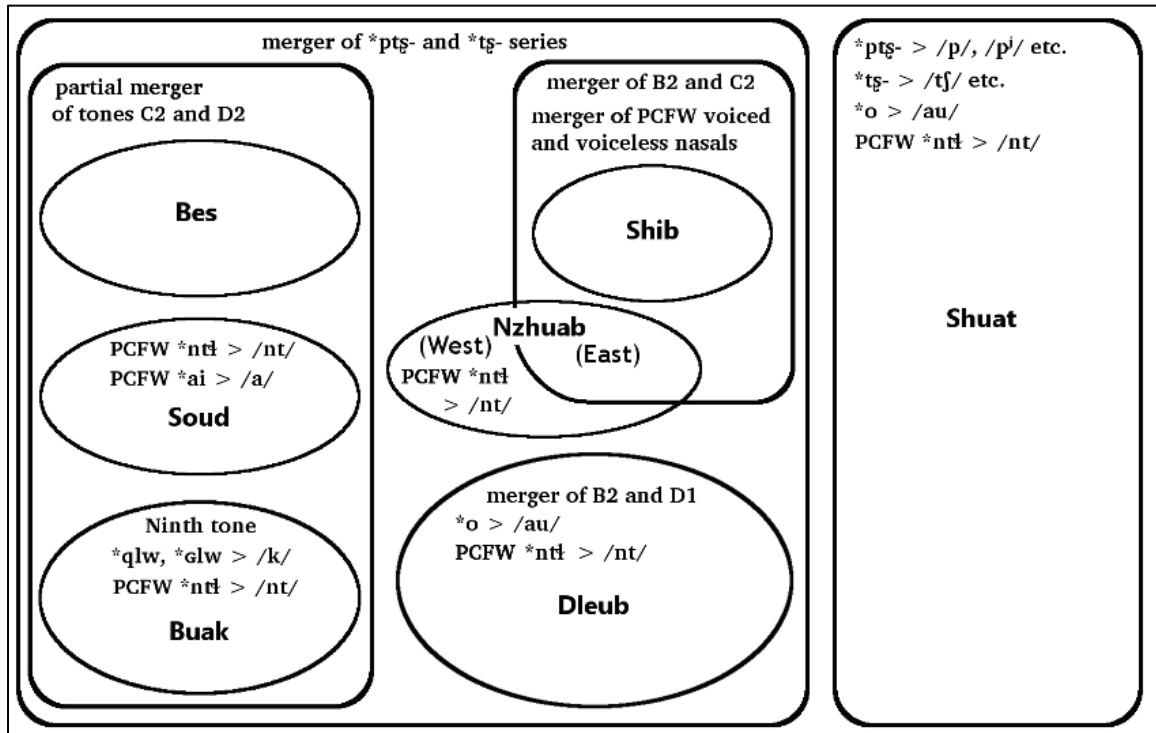 merger of *ptʂ- and *tʂ- series
partial merger
of tones C2 and D2
Bes
PCFW *ntɬ > /nt/
PCFW *ai > /a/
Soud
Ninth tone
*qlw, *ɢlw > /k/
PCFW *ntɬ > /nt/
Buak
merger of B2 and C2
merger of PCFW voiced
and voiceless nasals
Shib
Nzhuab
(West)
(East)
PCFW *ntɬ
> /nt/
merger of B2 and D1
*o > /au/
PCFW *ntɬ > /nt/
Dleub
*ptʂ- > /p/, /pʲ/ etc.
*tʂ- > /tʃ/ etc.
*o > /au/
PCFW *ntɬ > /nt/
Shuat